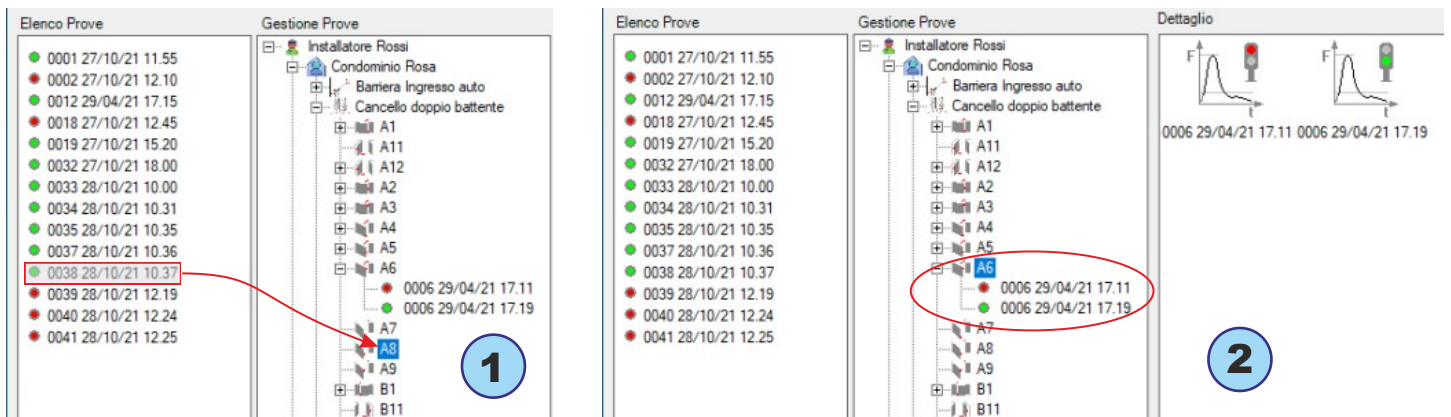 Elenco Prove
0001 27/10/21 11.55
0002 27/10/21 12.10
0012 29/04/21 17.15
0018 27/10/21 12.45
0019 27/10/21 15.20
0032 27/10/21 18.00
0033 28/10/21 10.00
0034 28/10/21 10.31
0035 28/10/21 10.35
0037 28/10/21 10.36
0038 28/10/21 10.37
0039 28/10/21 12.19
0040 28/10/21 12.24
0041 28/10/21 12.25
Gestione Prove
Installatore Rossi
Condominio Rosa
Barriera Ingresso auto
Cancello doppio battente
A1
A11
A12
A2
A3
A4
A5
A6
0006 29/04/21 17.11
0006 29/04/21 17.19
A7
A8
A9
B1
B11
1
Elenco Prove
0001 27/10/21 11.55
0002 27/10/21 12.10
0012 29/04/21 17.15
0018 27/10/21 12.45
0019 27/10/21 15.20
0032 27/10/21 18.00
0033 28/10/21 10.00
0034 28/10/21 10.31
0035 28/10/21 10.35
0037 28/10/21 10.36
0038 28/10/21 10.37
0039 28/10/21 12.19
0040 28/10/21 12.24
0041 28/10/21 12.25
Gestione Prove
Installatore Rossi
Condominio Rosa
Barriera Ingresso auto
Cancello doppio battente
A1
A11
A12
A2
A3
A4
A5
A6
0006 29/04/21 17.11
0006 29/04/21 17.19
A7
A8
A9
B1
B11
Dettaglio
F
t
F
t
0006 29/04/21 17.11 0006 29/04/21 17.19
2